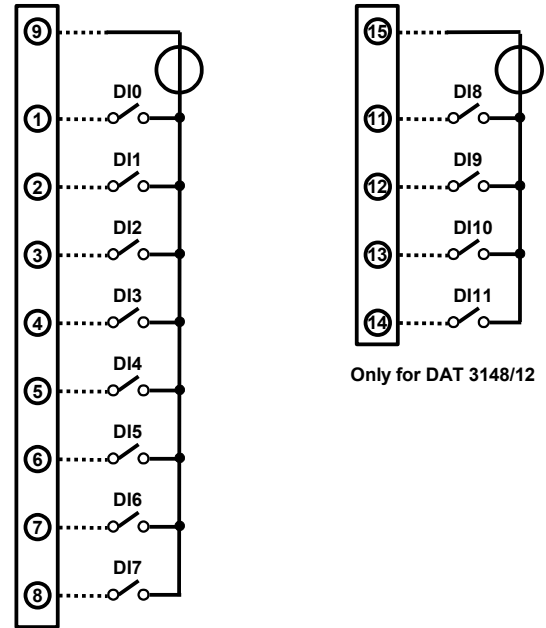 9
DI0
1
DI1
2
DI2
3
DI3
4
DI4
5
DI5
6
DI6
7
DI7
8
15
DI8
11
DI9
12
DI10
13
DI11
14
Only for DAT 3148/12